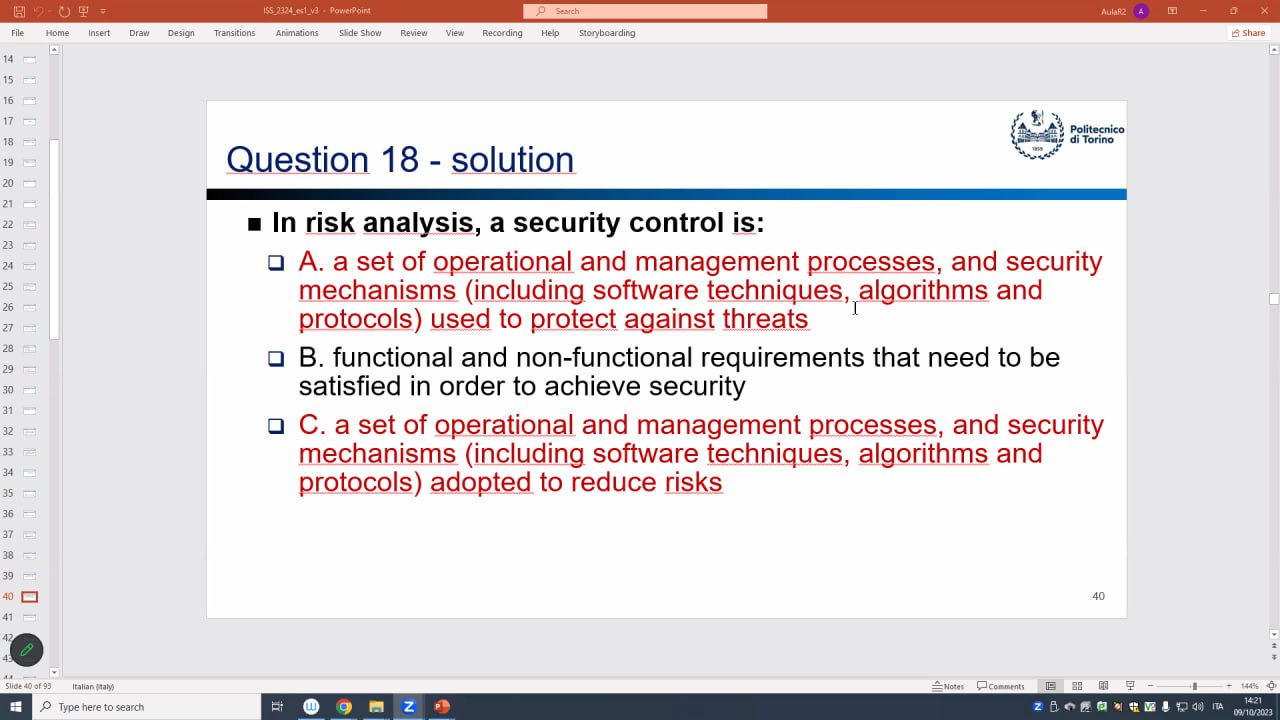 ISS_2324_es1_v3 - PowerPoint
Search
AulaR2
A
File Home Insert Draw Design Transitions Animations Slide Show Review View Recording Help Storyboarding
Share
14
15
16
17
18
19
20
21
22
23
24
25
26
27
28
29
30
31
32
33
34
35
36
37
38
39
40
41
42
Politecnico
di Torino
Question 18 - solution
In risk analysis, a security control is:
A. a set of operational and management processes, and security
mechanisms (including software techniques, algorithms and
protocols) used to protect against threats
B. functional and non-functional requirements that need to be
satisfied in order to achieve security
C. a set of operational and management processes, and security
mechanisms (including software techniques, algorithms and
protocols) adopted to reduce risks
40
Slide 40 of 93 Italian (Italy) Notes Comments 144%
Type here to search
ITA
14:21
09/10/2023